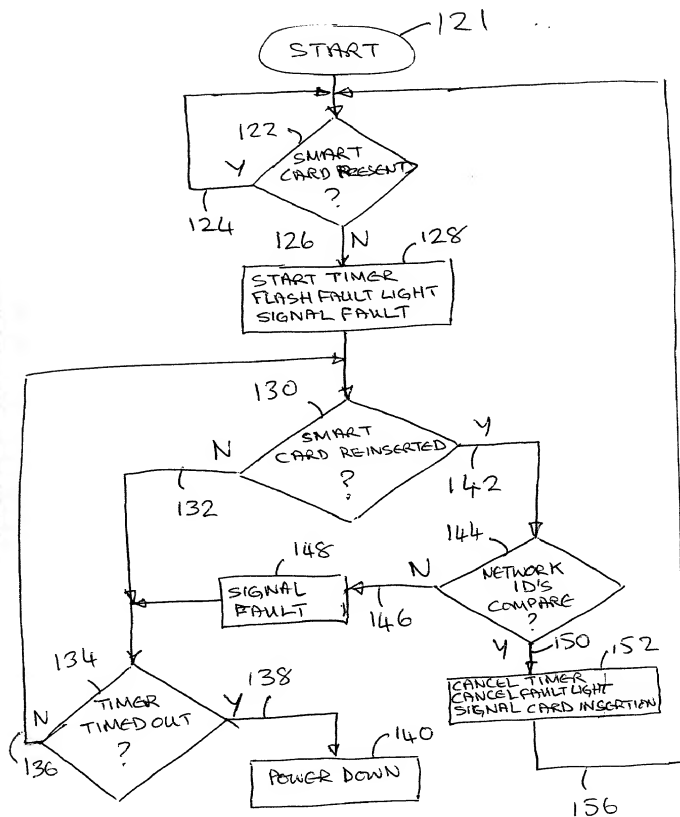 121
START
122
SMART
CARD PRESENT
?
Y
124
126 N
128
START TIMER
FLASH FAULT LIGHT
SIGNAL FAULT
130
SMART
CARD REINSERTED
?
N
132
Y
142
144
NETWORK
ID'S
COMPARE
?
N
146
148
SIGNAL
FAULT
Y 150
152
CANCEL TIMER
CANCEL FAULT LIGHT
SIGNAL CARD INSERTION
156
134
TIMER
TIMED OUT
?
N
136
Y
138
140
POWER DOWN